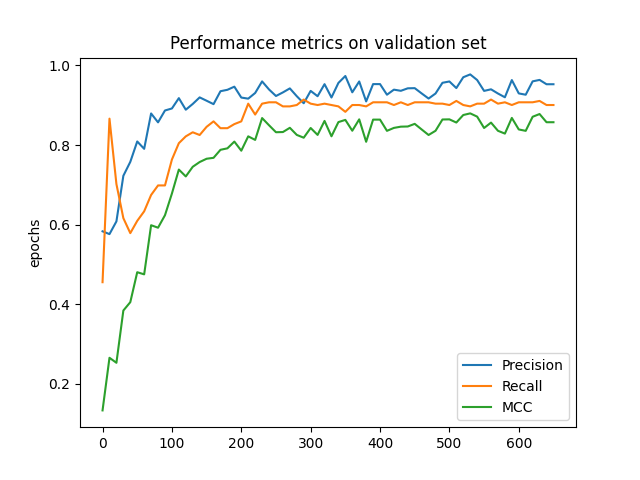 Performance metrics on validation set
1.0
0.8
0.6
0.4
0.2
epochs
Precision
Recall
MCC
0 100 200 300 400 500 600